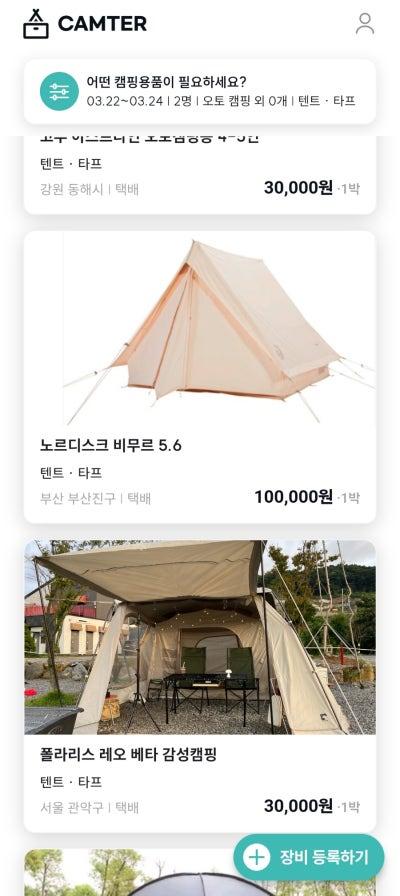 CAMTER
어떤 캠핑용품이 필요하세요?
03.22~03.24 | 2명 | 오토 캠핑 외 0개 | 텐트 · 타프
텐트 · 타프
강원 동해시 | 택배
30,000원 ·1박
노르디스크 비무르 5.6
텐트 · 타프
부산 부산진구 | 택배
100,000원 ·1박
폴라리스 레오 베타 감성캠핑
텐트 · 타프
서울 관악구 | 택배
30,000원 ·1박
장비 등록하기